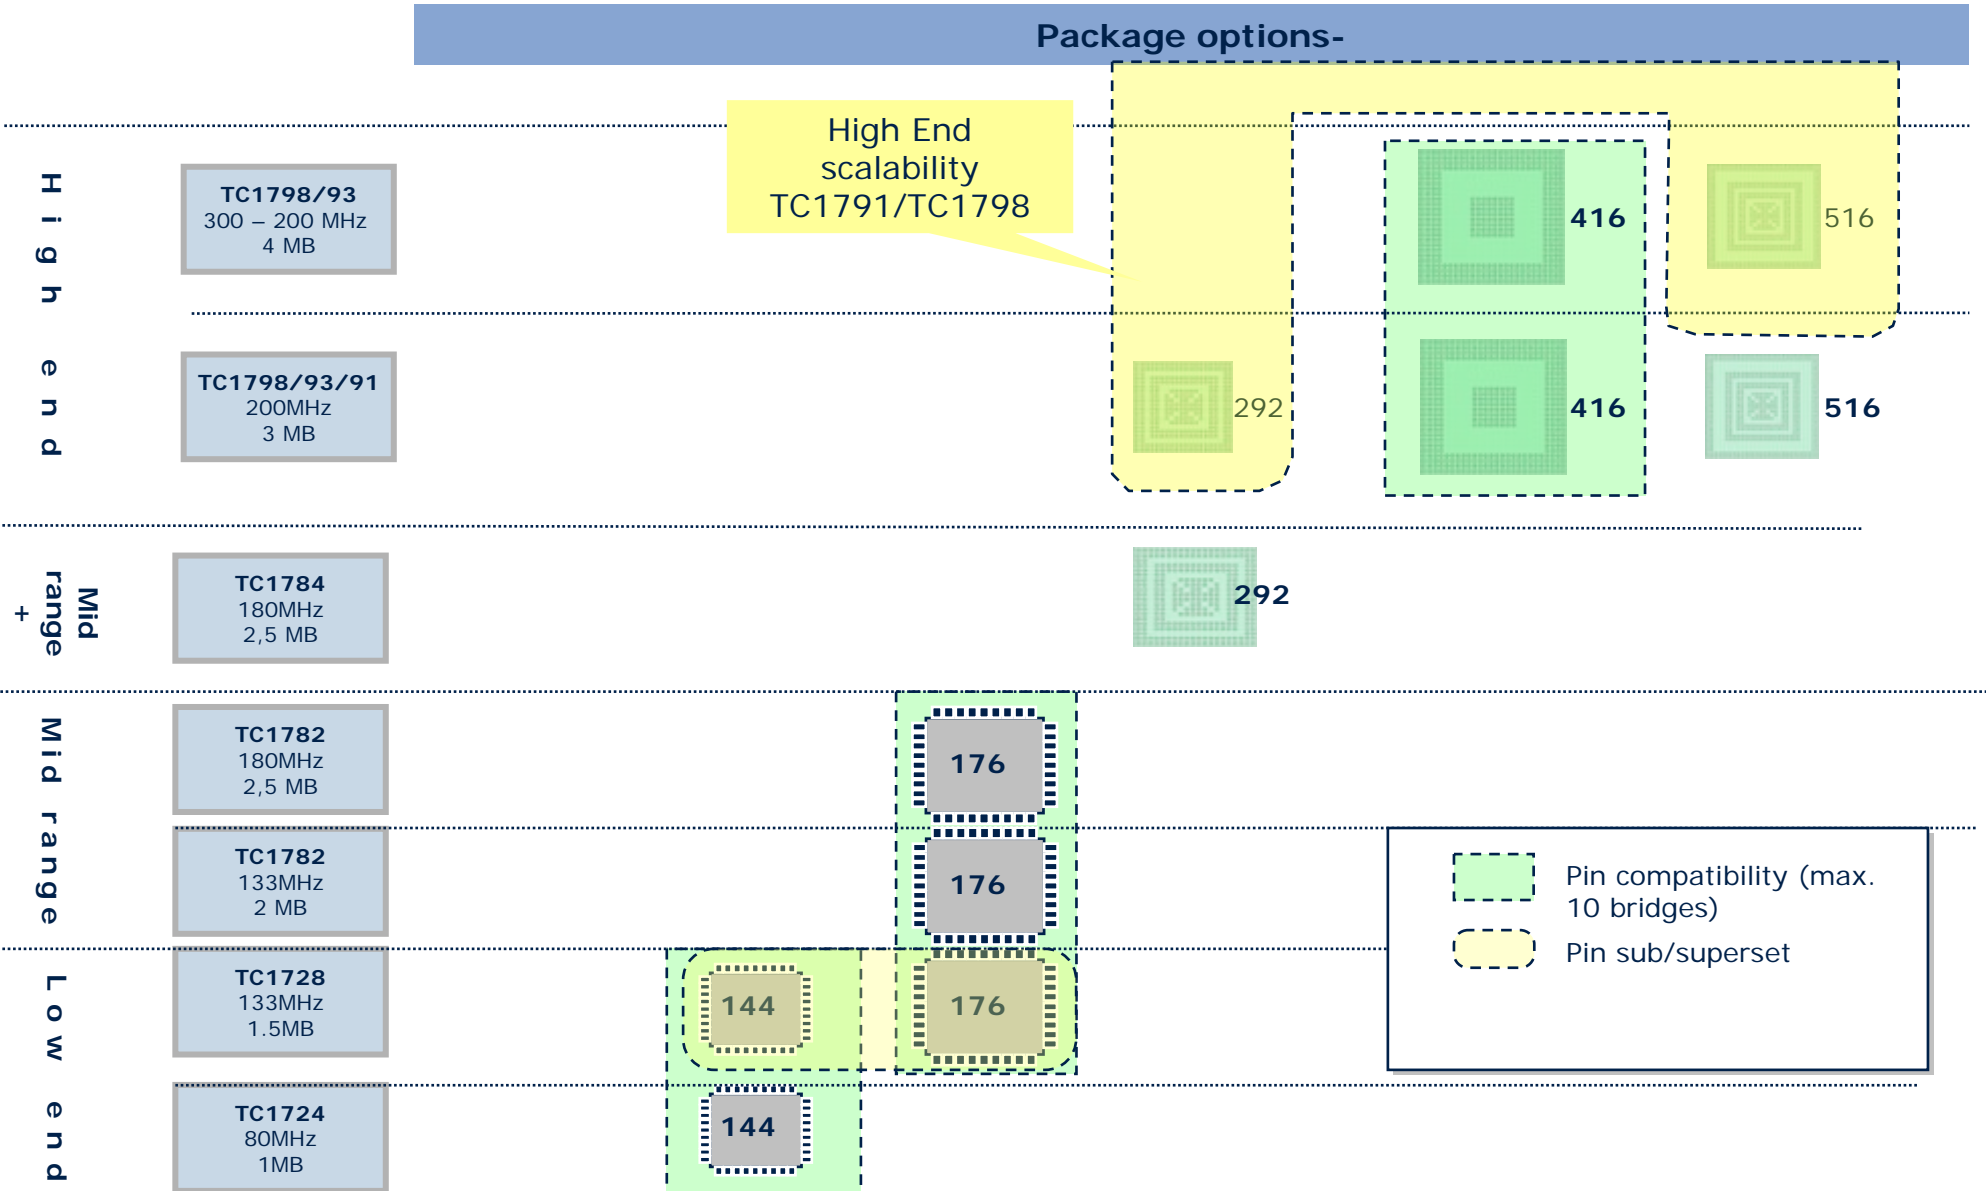 Package options-
High End
scalability
TC1791/TC1798
High end
TC1798/93
300 – 200 MHz
4 MB
416
516
TC1798/93/91
200MHz
3 MB
292
416
516
Mid
range
+
TC1784
180MHz
2,5 MB
292
Mid range
TC1782
180MHz
2,5 MB
176
TC1782
133MHz
2 MB
176
Pin compatibility (max.
10 bridges)
Pin sub/superset
Low end
TC1728
133MHz
1.5MB
144
176
TC1724
80MHz
1MB
144